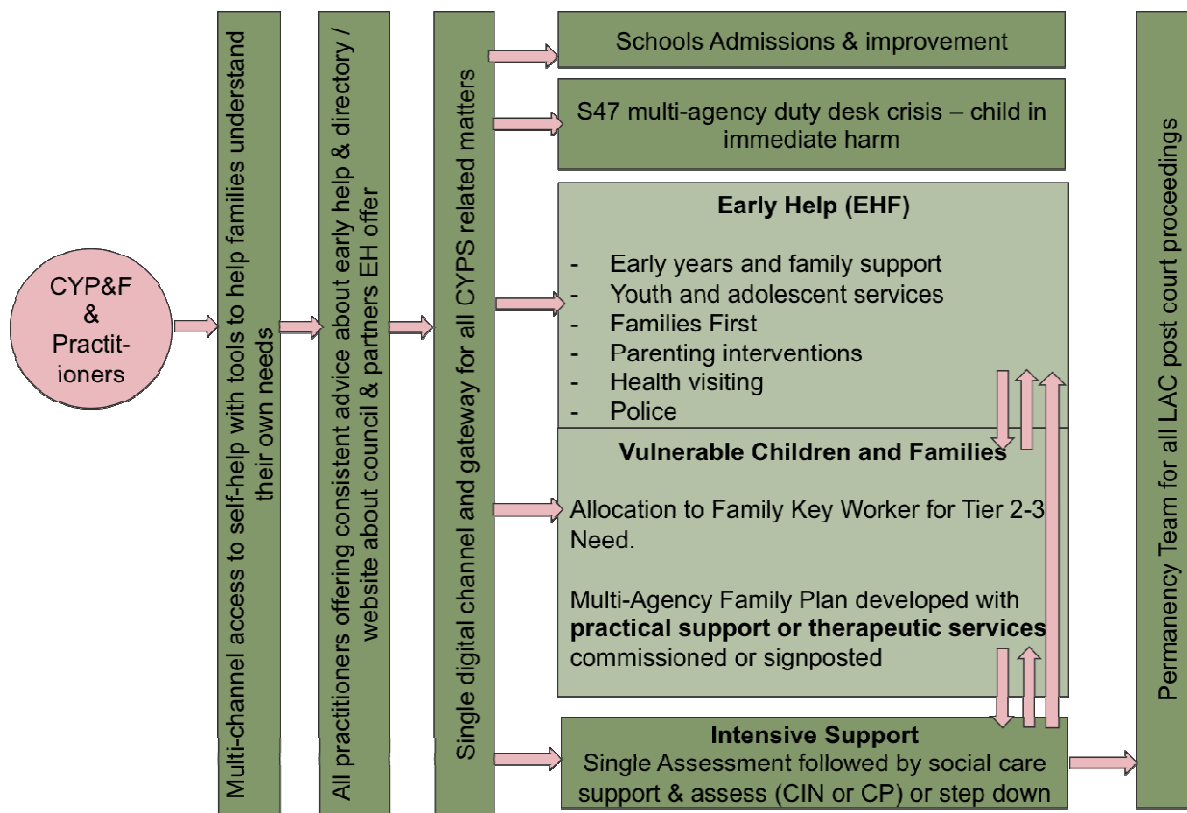 CYP&F
&
Practit-
ioners
Multi-channel access to self-help with tools to help families understand
their own needs
All practitioners offering consistent advice about early help & directory /
website about council & partners EH offer
Single digital channel and gateway for all CYPS related matters
Schools Admissions & improvement
S47 multi-agency duty desk crisis – child in
immediate harm
Early Help (EHF)
- Early years and family support
- Youth and adolescent services
- Families First
- Parenting interventions
- Health visiting
- Police
Vulnerable Children and Families
Allocation to Family Key Worker for Tier 2-3
Need.
Multi-Agency Family Plan developed with
practical support or therapeutic services
commissioned or signposted
Intensive Support
Single Assessment followed by social care
support & assess (CIN or CP) or step down
Permanency Team for all LAC post court proceedings